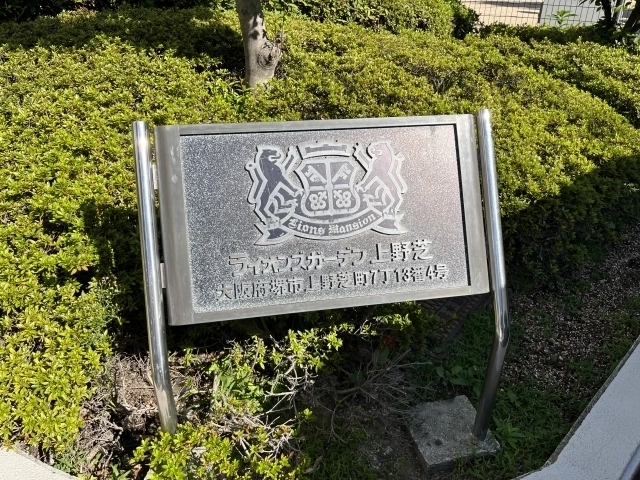 Lions Mansion
ライオンズガーデン 上野芝
大阪府堺市上野芝町7丁13番4号